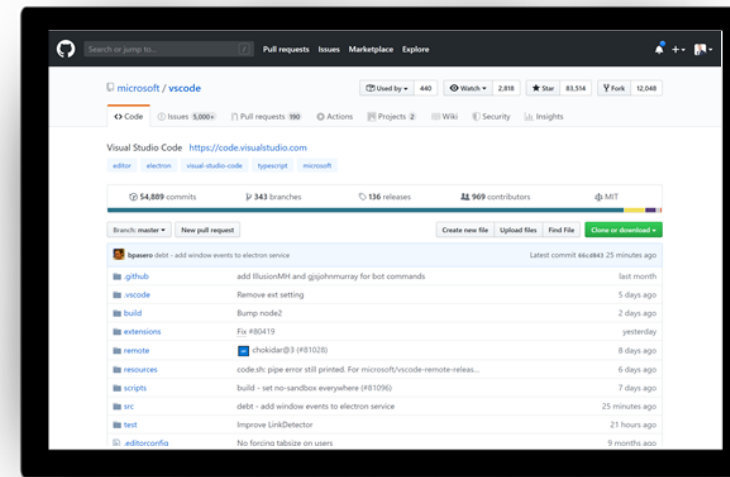 Search or jump to... / Pull requests Issues Marketplace Explore
microsoft / vscode Used by 440 Watch 2,818 Star 83,514 Fork 12,048
Code Issues 5,000+ Pull requests 190 Actions Projects 2 Wiki Security Insights
Visual Studio Code https://code.visualstudio.com
editor electron visual-studio-code typescript microsoft
54,889 commits 343 branches 136 releases 969 contributors MIT
Branch: master New pull request Create new file Upload files Find File Clone or download
bpasero debt - add window events to electron service Latest commit 66cd843 25 minutes ago
.github add IllusionMH and gjsjohnmurray for bot commands last month
.vscode Remove ext setting 5 days ago
build Bump node2 2 days ago
extensions Fix #80419 yesterday
remote chokidar@3 (#81028) 8 days ago
resources code.sh: pipe error still printed. For microsoft/vscode-remote-releas... 6 days ago
scripts build - set no-sandbox everywhere (#81096) 7 days ago
src debt - add window events to electron service 25 minutes ago
test Improve LinkDetector 21 hours ago
.editorconfig No forcing tabsize on users 9 months ago